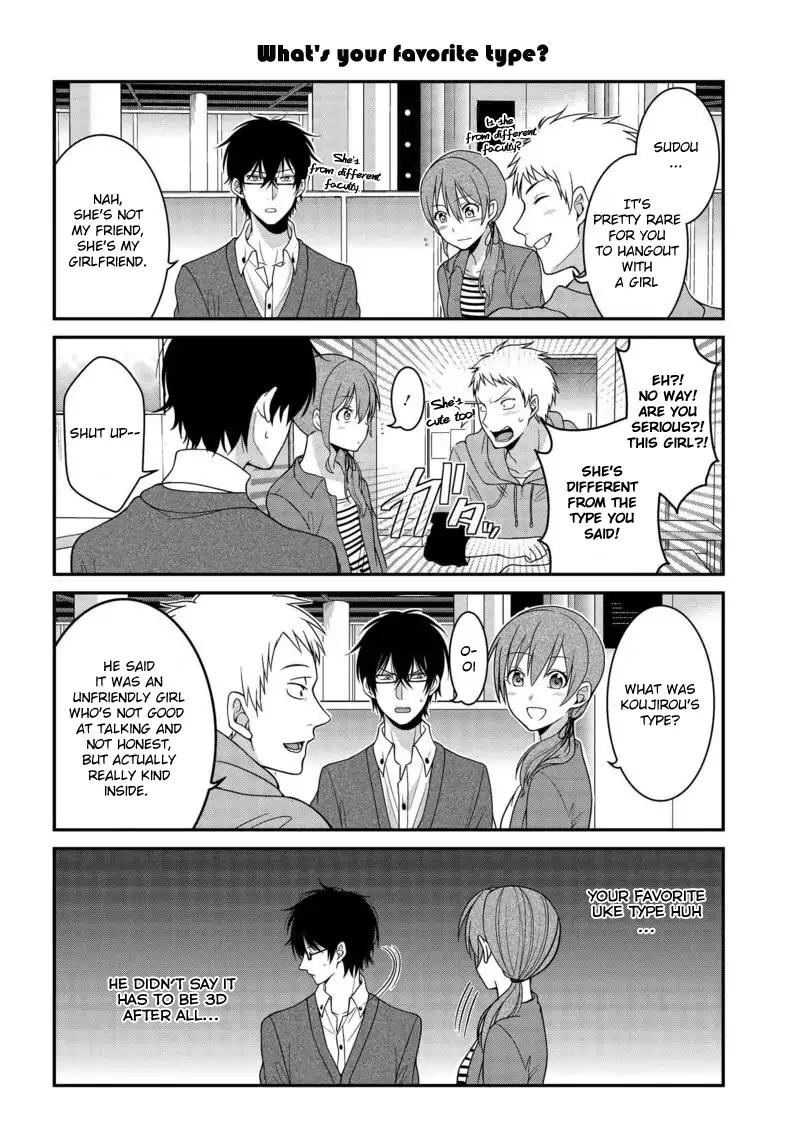 What's your favorite type?
SUDOU
...
IT'S
PRETTY RARE
FOR YOU
TO HANGOUT
WITH
A GIRL
Is she
from different
faculty?
She's
from different
faculty
NAH,
SHE'S NOT
MY FRIEND,
SHE'S MY
GIRLFRIEND.
EH?!
NO WAY!
ARE YOU
SERIOUS?!
THIS GIRL?!
SHE'S
DIFFERENT
FROM THE
TYPE YOU
SAID!
She's
cute too!
!
ガタッ
SHUT UP--
WHAT WAS
KOUJIROU'S
TYPE?
O-
OI
HE SAID
IT WAS AN
UNFRIENDLY GIRL
WHO'S NOT GOOD
AT TALKING AND
NOT HONEST,
BUT ACTUALLY
REALLY KIND
INSIDE.
YOUR FAVORITE
UKE TYPE HUH
...
HE DIDN'T SAY IT
HAS TO BE 3D
AFTER ALL...